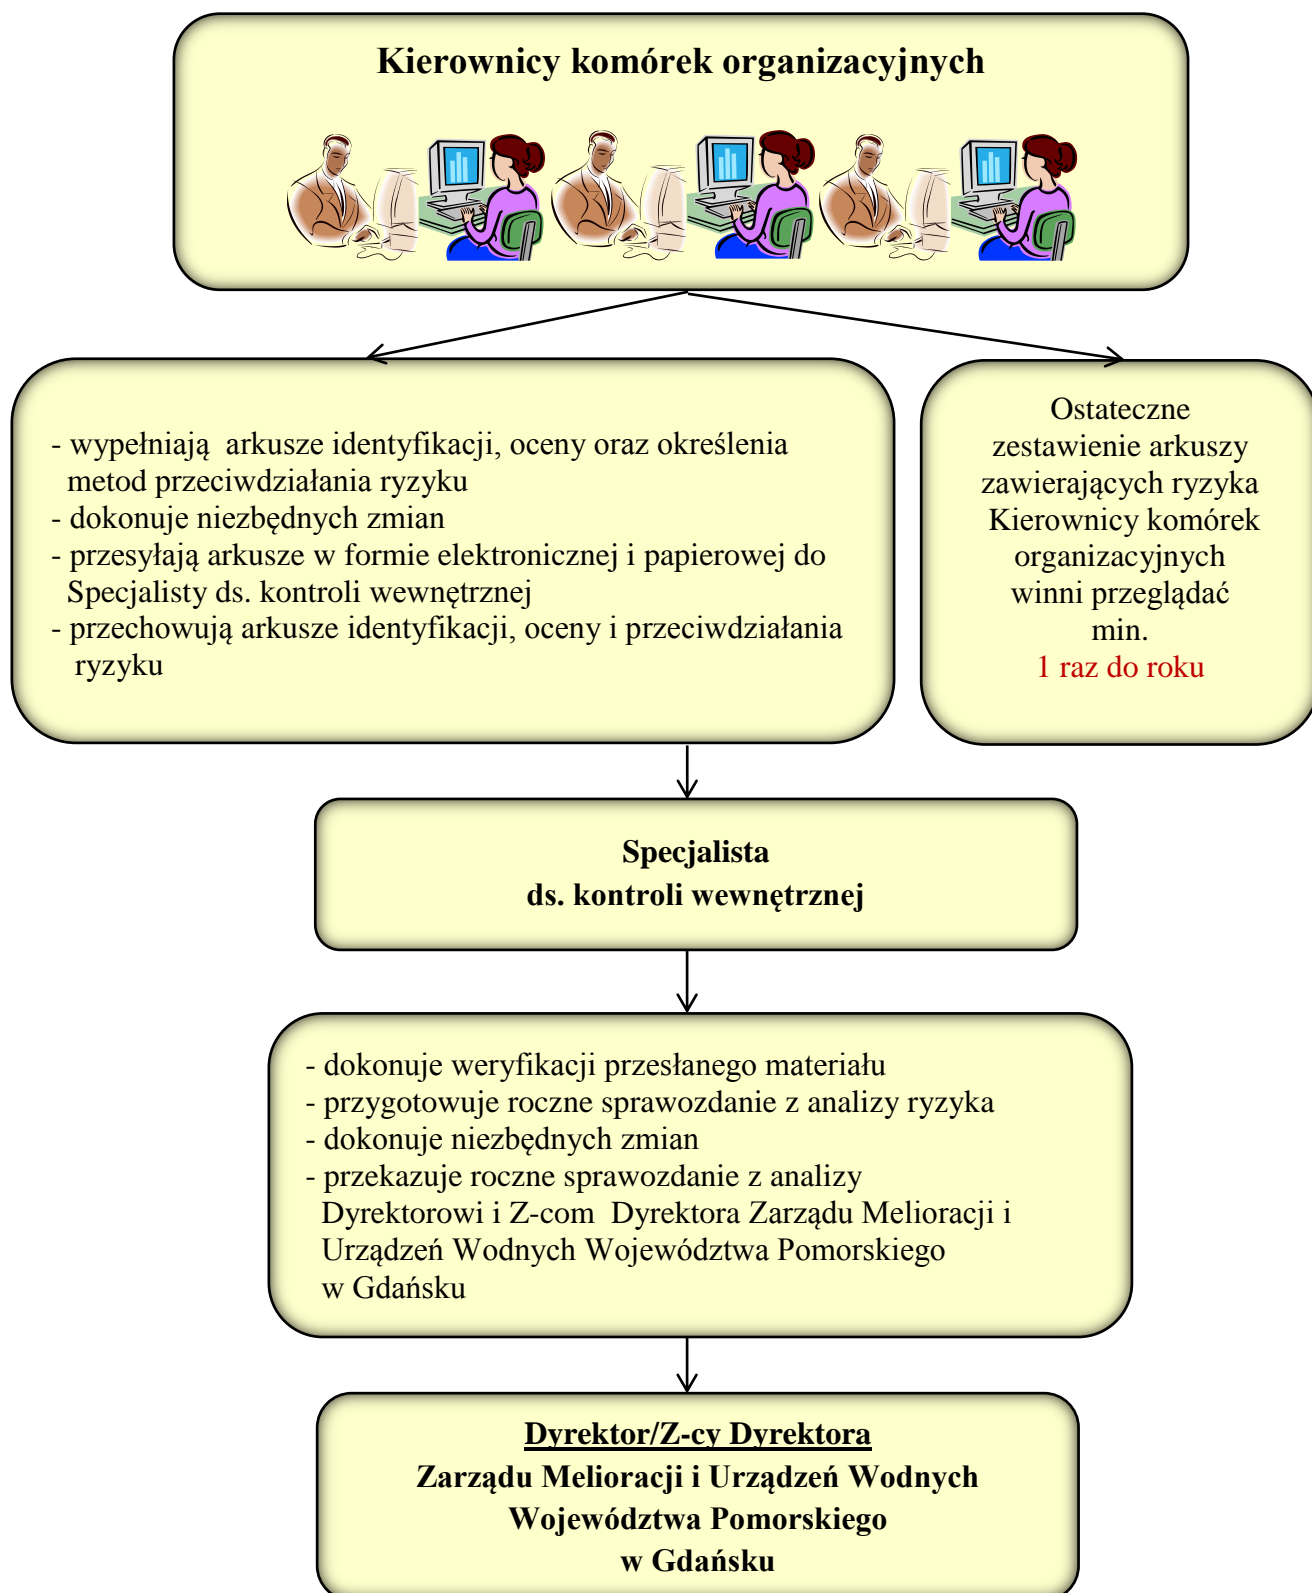 Kierownicy komórek organizacyjnych
- wypełniają  arkusze identyfikacji, oceny oraz określenia
metod przeciwdziałania ryzyku
- dokonuje niezbędnych zmian
- przesyłają arkusze w formie elektronicznej i papierowej do
Specjalisty ds. kontroli wewnętrznej
- przechowują arkusze identyfikacji, oceny i przeciwdziałania
ryzyku
Ostateczne
zestawienie arkuszy
zawierających ryzyka
Kierownicy komórek
organizacyjnych
winni przeglądać
min.
1 raz do roku
Specjalista
ds. kontroli wewnętrznej
- dokonuje weryfikacji przesłanego materiału
- przygotowuje roczne sprawozdanie z analizy ryzyka
- dokonuje niezbędnych zmian
- przekazuje roczne sprawozdanie z analizy
Dyrektorowi i Z-com  Dyrektora Zarządu Melioracji i
Urządzeń Wodnych Województwa Pomorskiego
w Gdańsku
Dyrektor/Z-cy Dyrektora
Zarządu Melioracji i Urządzeń Wodnych
Województwa Pomorskiego
w Gdańsku